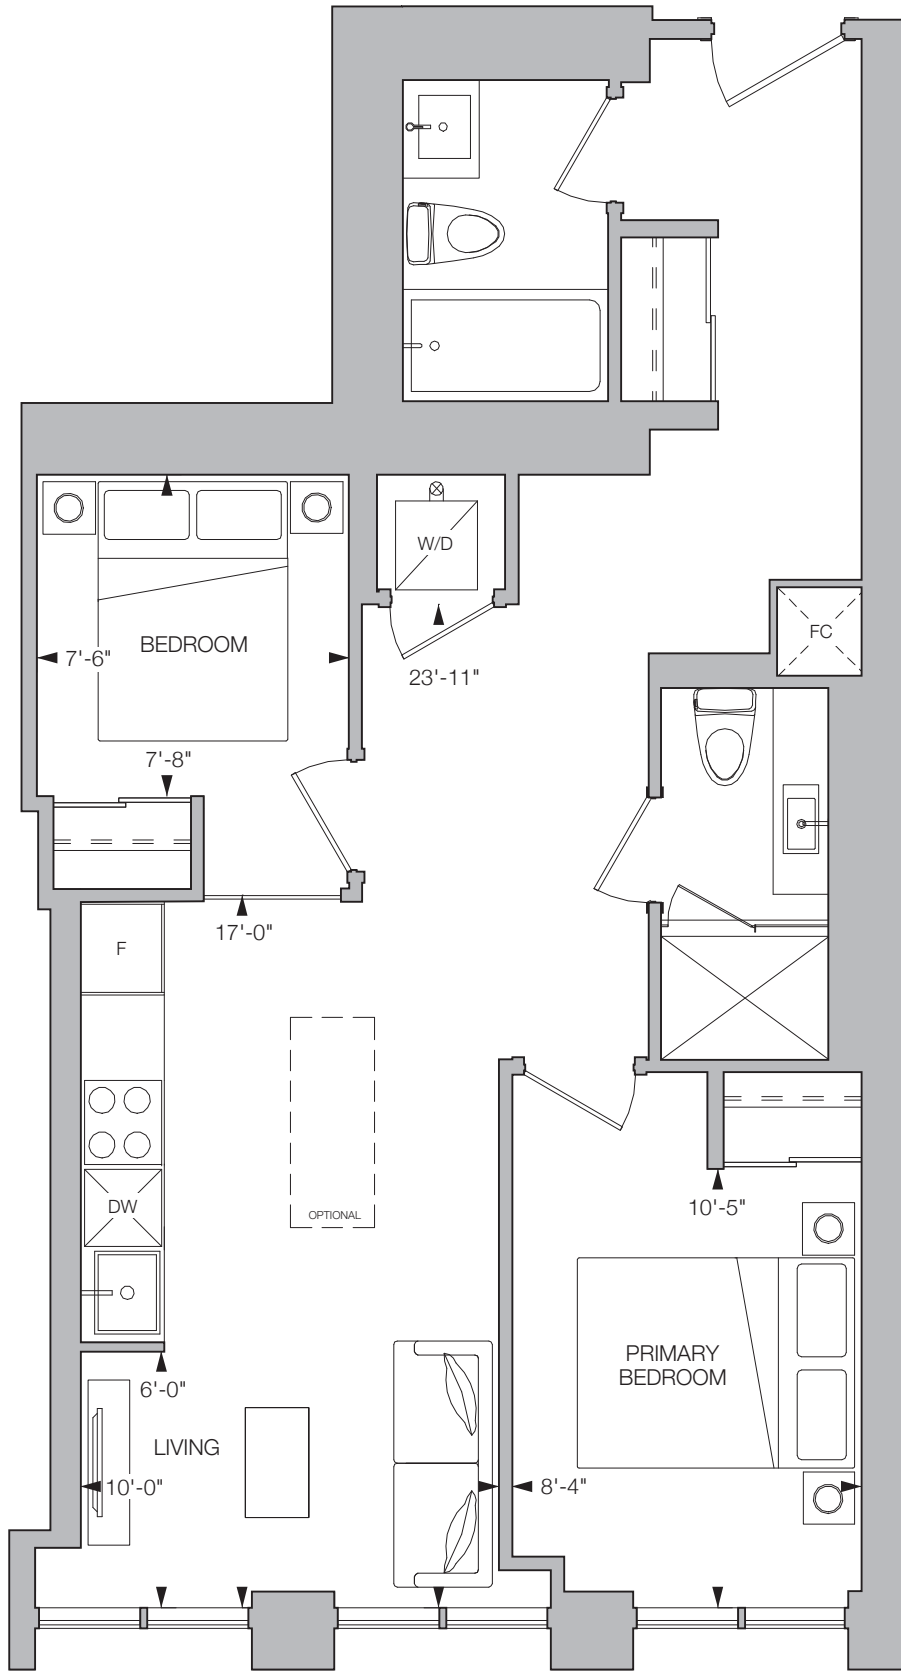 W/D
BEDROOM
7'-6"
FC
23'-11"
7'-8"
17'-0"
F
DW
OPTIONAL
10'-5"
PRIMARY
BEDROOM
6'-0"
LIVING
10'-0"
8'-4"